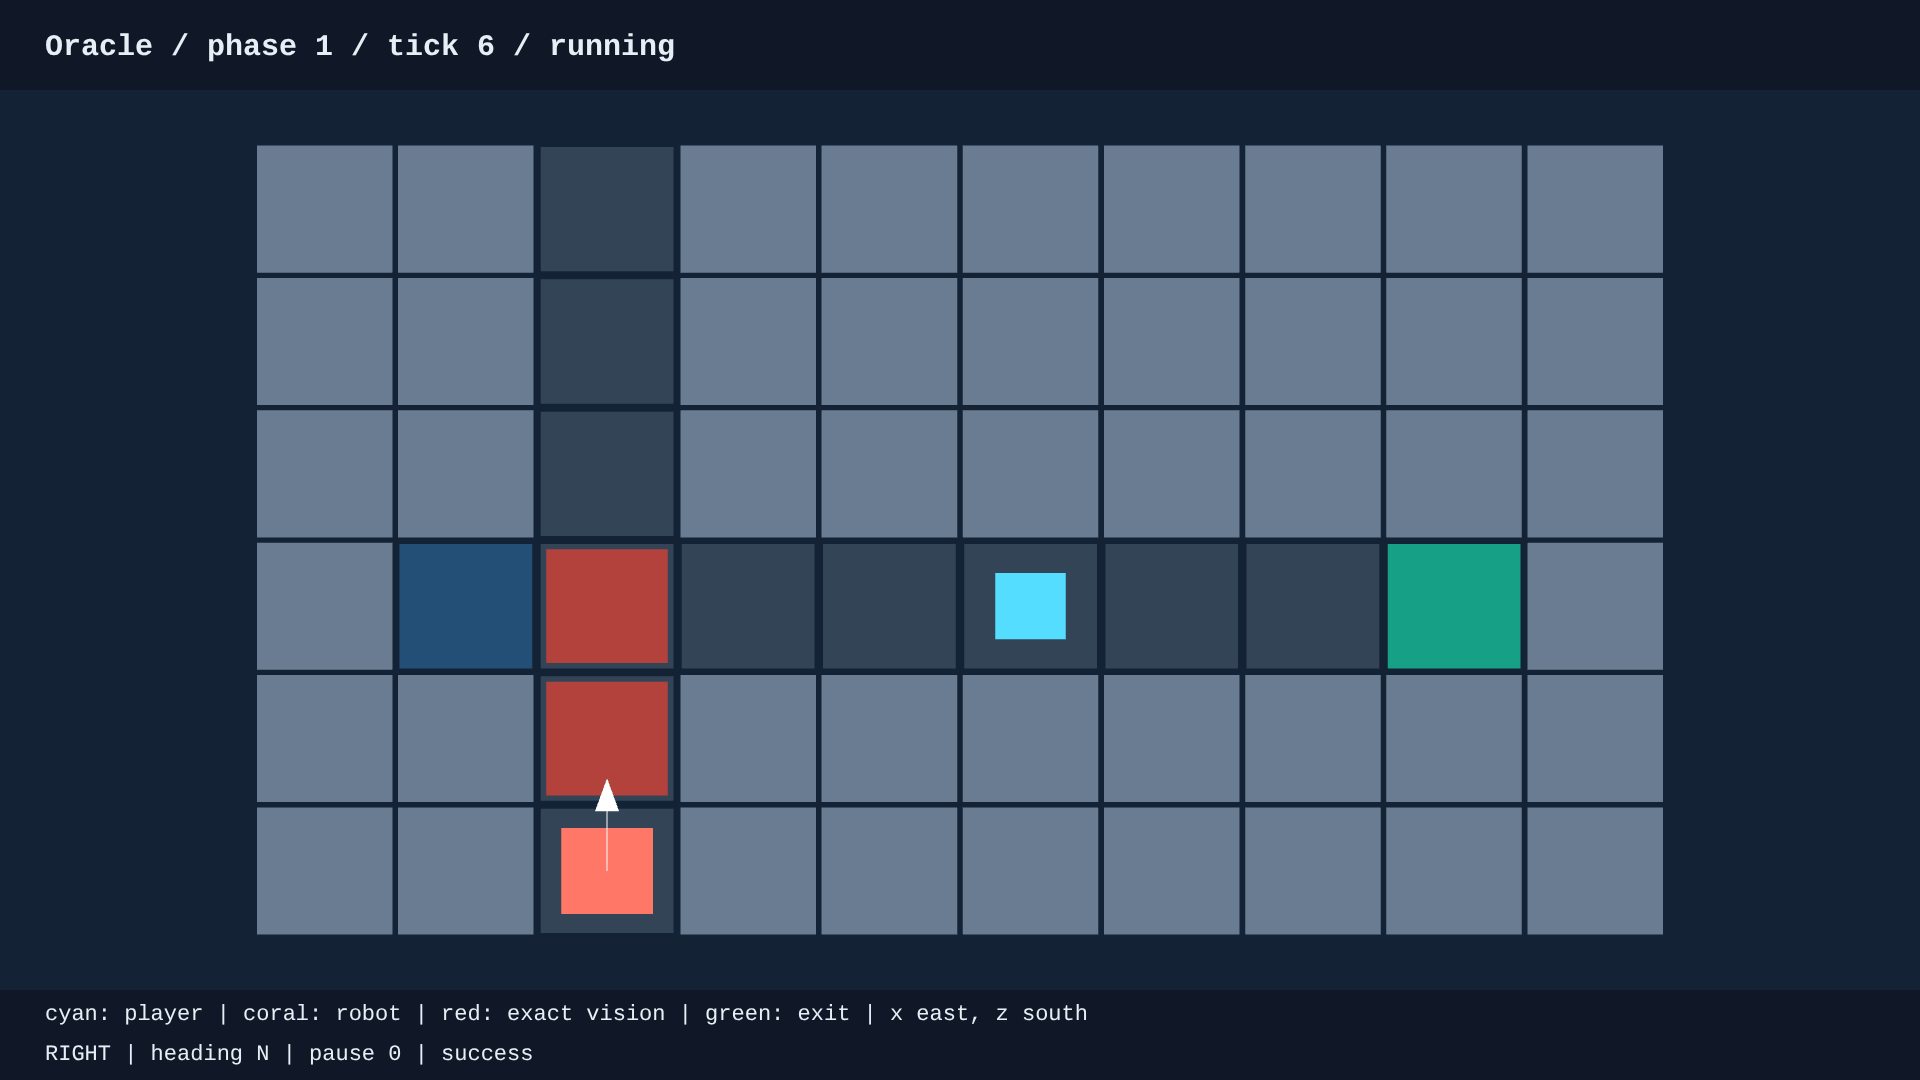 Oracle / phase 1 / tick 6 / running
cyan: player | coral: robot | red: exact vision | green: exit | x east, z south
RIGHT | heading N | pause 0 | success